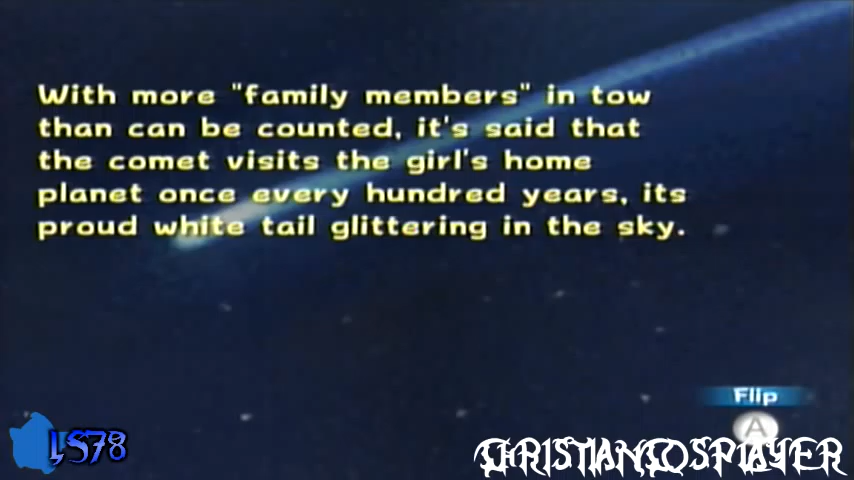 With more "family members" in tow
than can be counted, it's said that
the comet visits the girl's home
planet once every hundred years, its
proud white tail glittering in the sky.
Flip
A
LS78
CHRISTIANCOSPLAYER